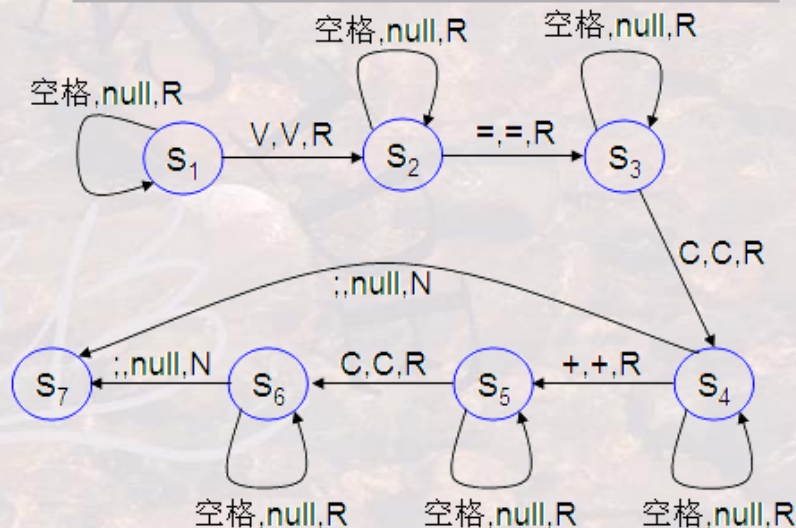 空格,null,R
空格,null,R
空格,null,R
V,V,R
=,=,R
S1
S2
S3
C,C,R
;,null,N
;,null,N
C,C,R
+,+,R
S7
S6
S5
S4
空格,null,R
空格,null,R
空格,null,R